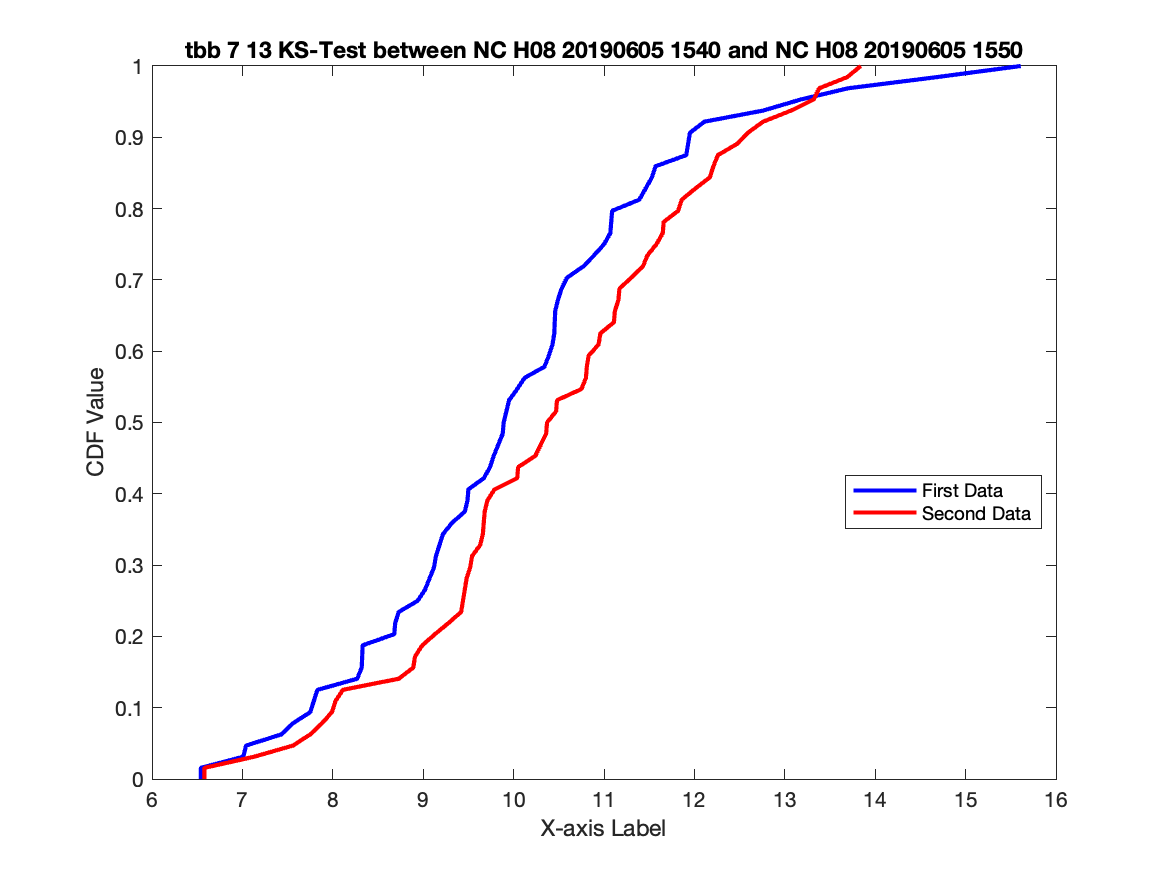 tbb 7 13 KS-Test between NC H08 20190605 1540 and NC H08 20190605 1550
1
0.9
0.8
0.7
0.6
0.5
0.4
0.3
0.2
0.1
0
CDF Value
First Data
Second Data
6 7 8 9 10 11 12 13 14 15 16
X-axis Label